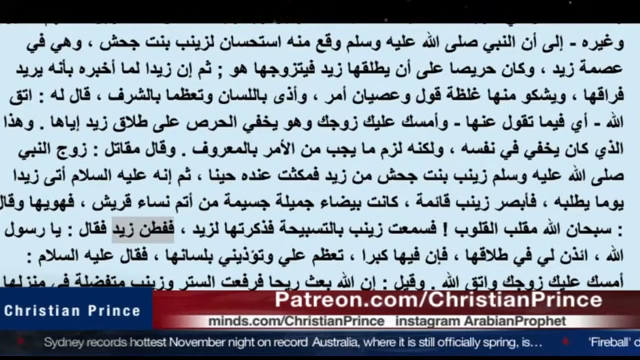 وغيره - إلى أن النبي صلى الله عليه وسلم وقع منه استحسان لزينب بنت جحش ، وهي في
عصمة زيد ، وكان حريصا على أن يطلقها زيد فيتزوجها هو ; ثم إن زيدا لما أخبره بأنه يريد
فراقها ، ويشكو منها غلظة قول وعصيان أمر ، وأذى باللسان وتعظما بالشرف ، قال له : اتق
الله - أي فيما تقول عنها - وأمسك عليك زوجك وهو يخفي الحرص على طلاق زيد إياها . وهذا
الذي كان يخفي في نفسه ، ولكنه لزم ما يجب من الأمر بالمعروف . وقال مقاتل : زوج النبي
صلى الله عليه وسلم زينب بنت جحش من زيد فمكثت عنده حينا ، ثم إنه عليه السلام أتى زيدا
يوما يطلبه ، فأبصر زينب قائمة ، كانت بيضاء جميلة جسيمة من أتم نساء قريش ، فهويها وقال
: سبحان الله مقلب القلوب ! فسمعت زينب بالتسبيحة فذكرتها لزيد ، ففطن زيد فقال : يا رسول
الله ، ائذن لي في طلاقها ، فإن فيها كبرا ، تعظم علي وتؤذيني بلسانها ، فقال عليه السلام :
أمسك عليك زوجك واتق الله . وقيل : إن الله بعث ريحا فرفعت الستر وزينب متفضلة في منزلها
Patreon.com/ChristianPrince
Christian Prince
minds.com/ChristianPrince instagram ArabianProphet
Sydney records hottest November night on record Australia, where it is still officially spring, is... 'Fireball'